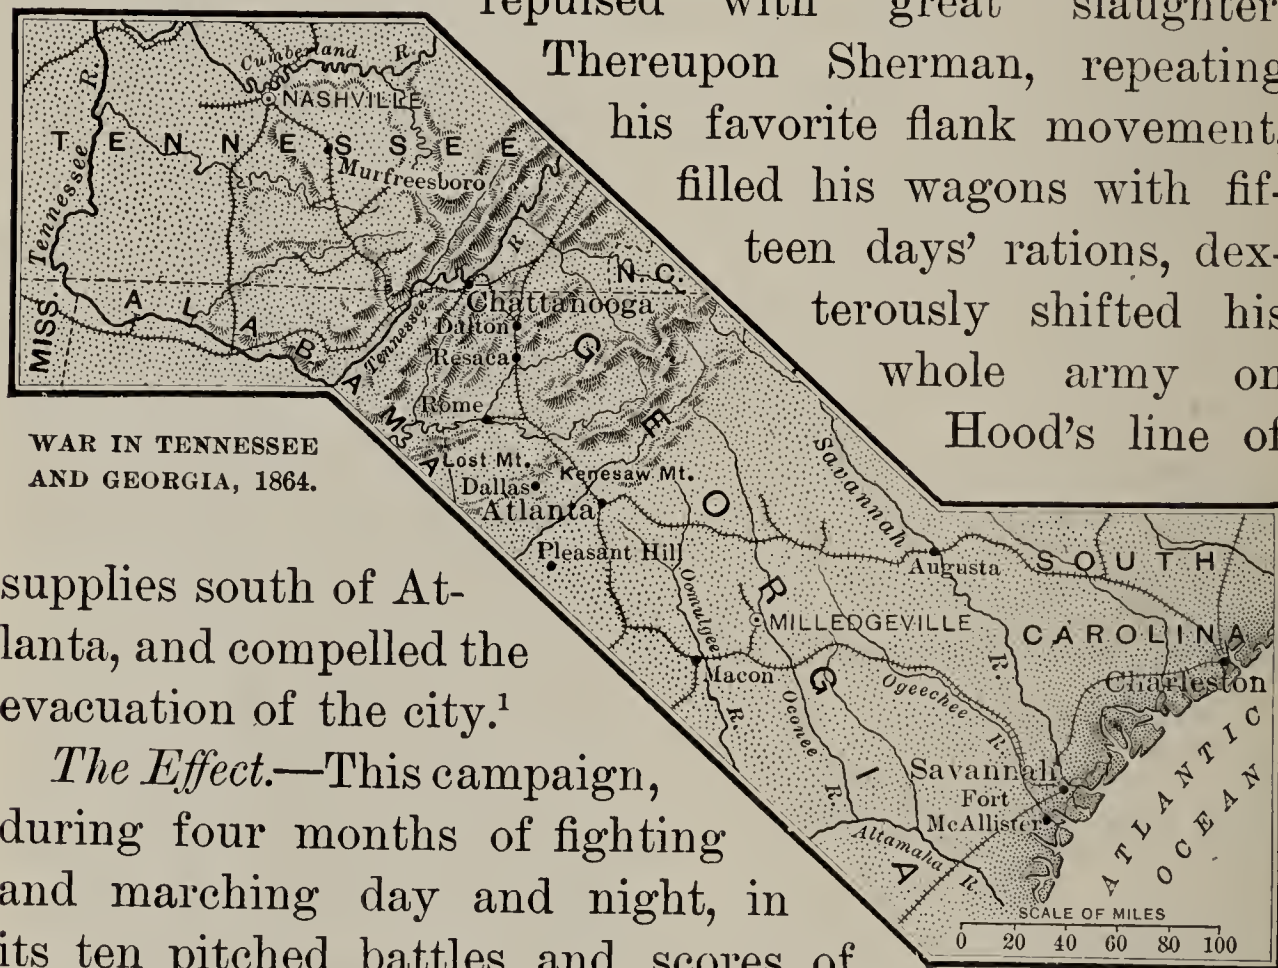 repulsed with great slaughter
Thereupon Sherman, repeating
his favorite flank movement,
filled his wagons with fif-
teen days' rations, dex-
terously shifted his
whole army on
Hood's line of
supplies south of At-
lanta, and compelled the
evacuation of the city.¹
The Effect.—This campaign,
during four months of fighting
and marching day and night, in
its ten pitched battles and scores of
WAR IN TENNESSEE
AND GEORGIA, 1864.
Cumberland R.
NASHVILLE
TENNESSEE
Murfreesboro
Tennessee R.
MISS.
ALABAMA
N.C.
Tennessee R.
Chattanooga
Dalton
Resaca
Rome
Lost Mt.
Kenesaw Mt.
Dallas
Atlanta
Pleasant Hill
GEORGIA
Savannah R.
Augusta
SOUTH
CAROLINA
Charleston
MILLEDGEVILLE
Ocmulgee R.
Macon
Oconee R.
Ogeechee R.
Savannah
Fort
McAllister
Altamaha R.
ATLANTIC
OCEAN
SCALE OF MILES
0 20 40 60 80 100